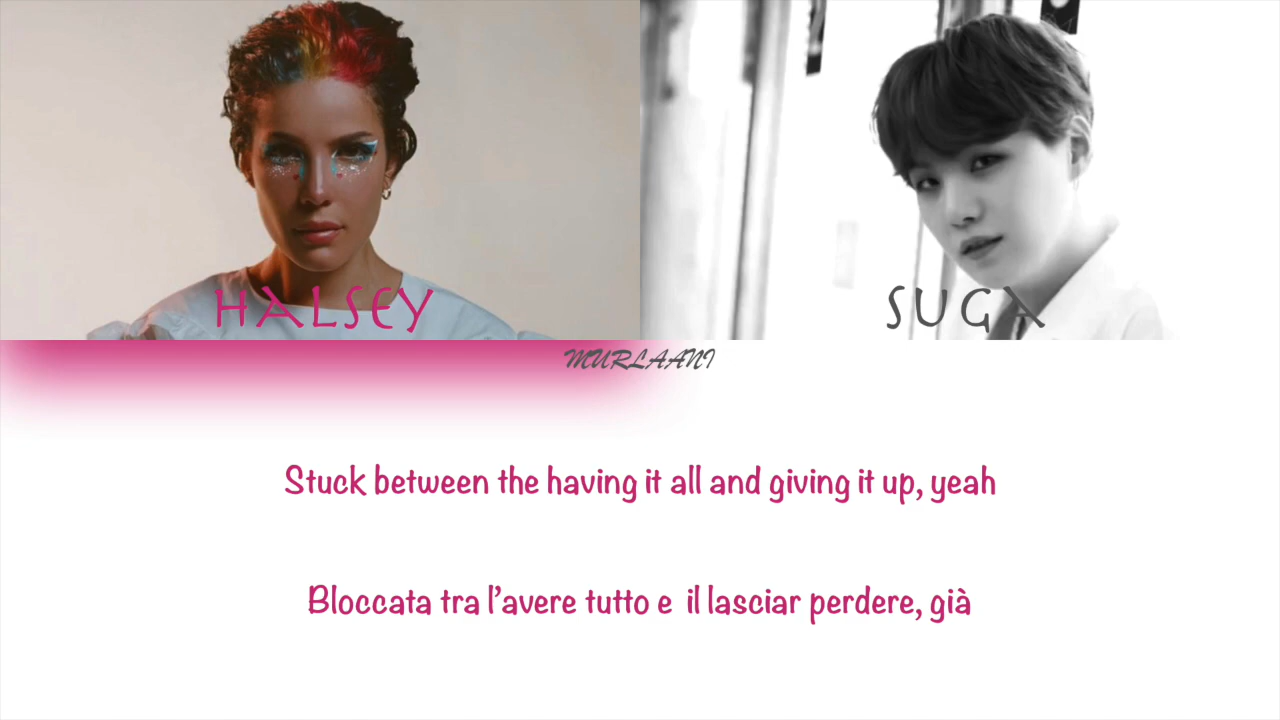 HALSEY
SUGA
MURLAANI
Stuck between the having it all and giving it up, yeah
Bloccata tra l'avere tutto e il lasciar perdere, già